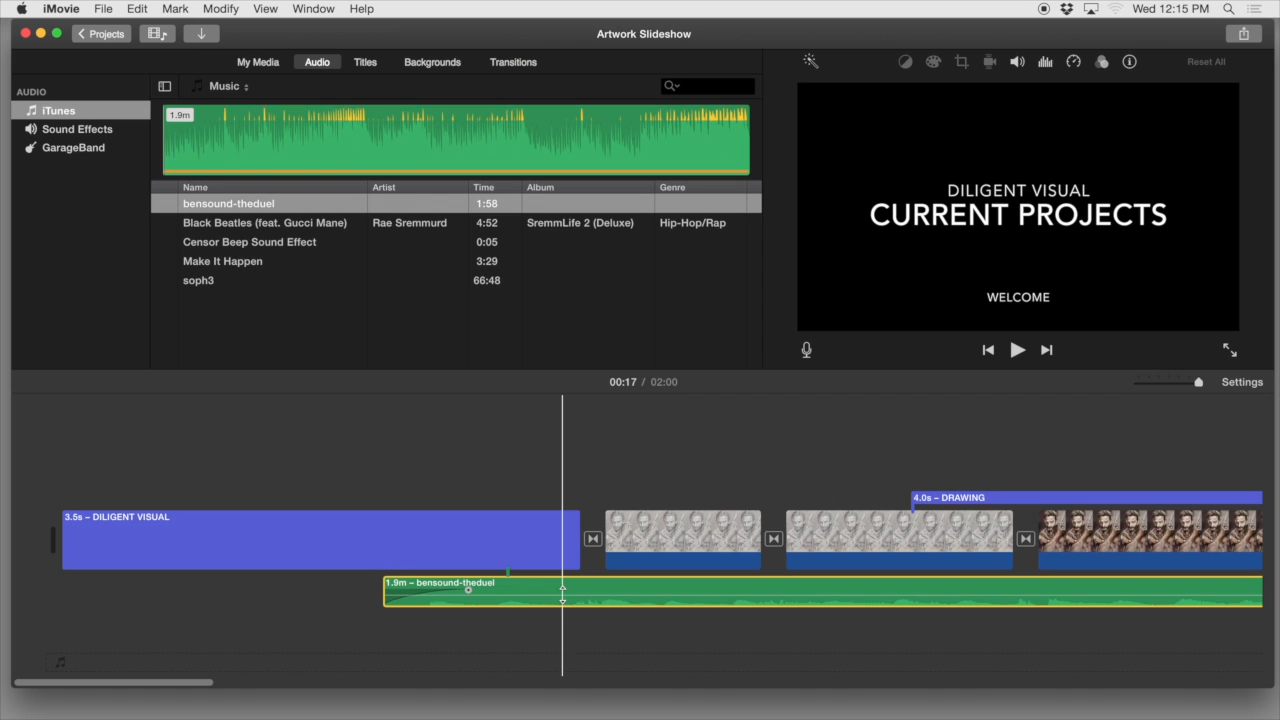 iMovie File Edit Mark Modify View Window Help Wed 12:15 PM
Projects Artwork Slideshow
My Media Audio Titles Backgrounds Transitions Reset All
AUDIO Music
iTunes
Sound Effects
GarageBand
1.9m
Name Artist Time Album Genre
bensound-theduel 1:58
Black Beatles (feat. Gucci Mane) Rae Sremmurd 4:52 SremmLife 2 (Deluxe) Hip-Hop/Rap
Censor Beep Sound Effect 0:05
Make It Happen 3:29
soph3 66:48
DILIGENT VISUAL
CURRENT PROJECTS
WELCOME
00:17 / 02:00 Settings
4.0s – DRAWING
3.5s – DILIGENT VISUAL
1.9m – bensound-theduel